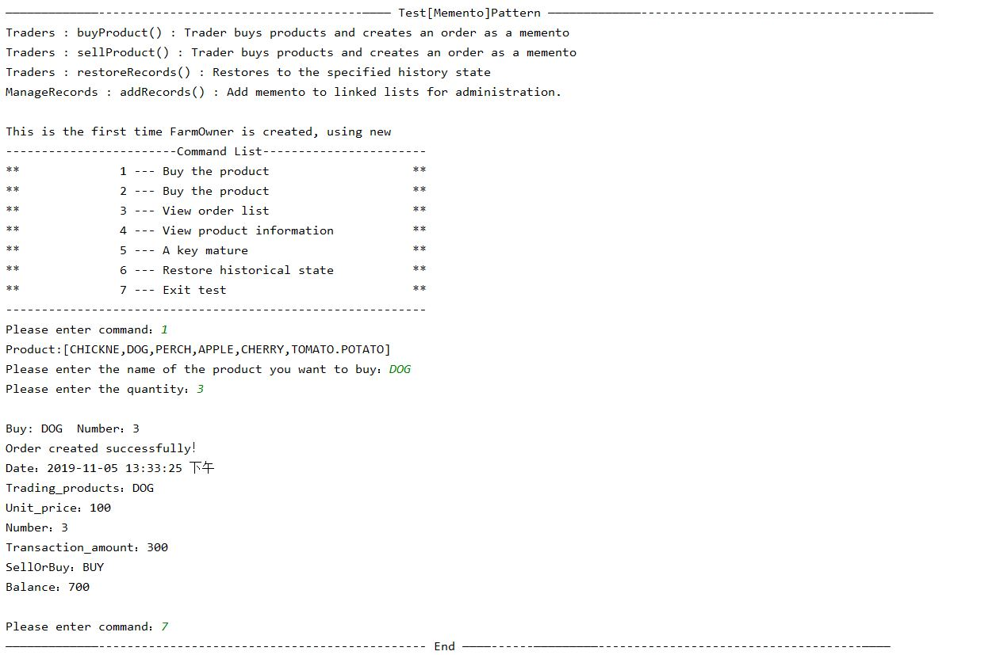 ———————————————————————————————————————————————————— Test[Memento]Pattern ————————————————————————————————————————————————————
Traders : buyProduct() : Trader buys products and creates an order as a memento
Traders : sellProduct() : Trader buys products and creates an order as a memento
Traders : restoreRecords() : Restores to the specified history state
ManageRecords : addRecords() : Add memento to linked lists for administration.
This is the first time FarmOwner is created, using new
------------------------Command List-----------------------
**              1 --- Buy the product                    **
**              2 --- Buy the product                    **
**              3 --- View order list                    **
**              4 --- View product information           **
**              5 --- A key mature                       **
**              6 --- Restore historical state           **
**              7 --- Exit test                          **
-----------------------------------------------------------
Please enter command：1
Product:[CHICKNE,DOG,PERCH,APPLE,CHERRY,TOMATO.POTATO]
Please enter the name of the product you want to buy：DOG
Please enter the quantity：3
Buy: DOG  Number：3
Order created successfully！
Date：2019-11-05 13:33:25 下午
Trading_products：DOG
Unit_price：100
Number：3
Transaction_amount：300
SellOrBuy：BUY
Balance：700
Please enter command：7
———————————————————————————————————————————————————— End ————————————————————————————————————————————————————